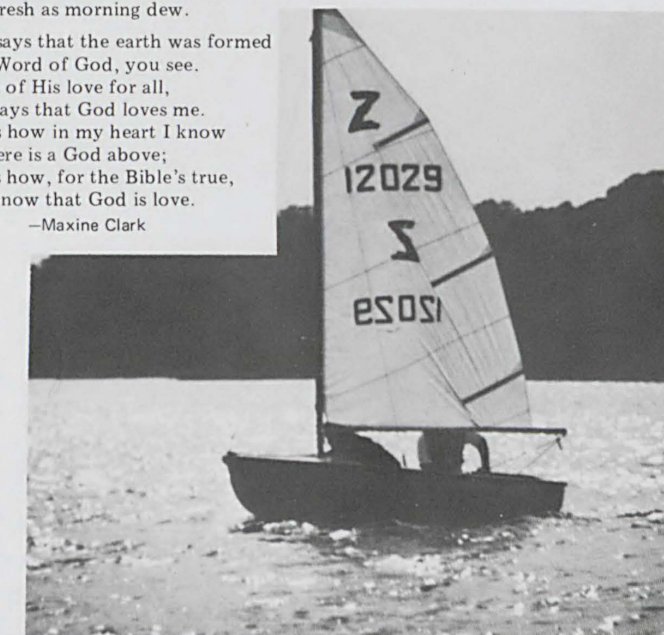 resh as morning dew.
says that the earth was formed
Word of God, you see.
of His love for all,
ays that God loves me.
s how in my heart I know
ere is a God above;
s how, for the Bible's true,
now that God is love.
—Maxine Clark
Z
12029
Z
12029